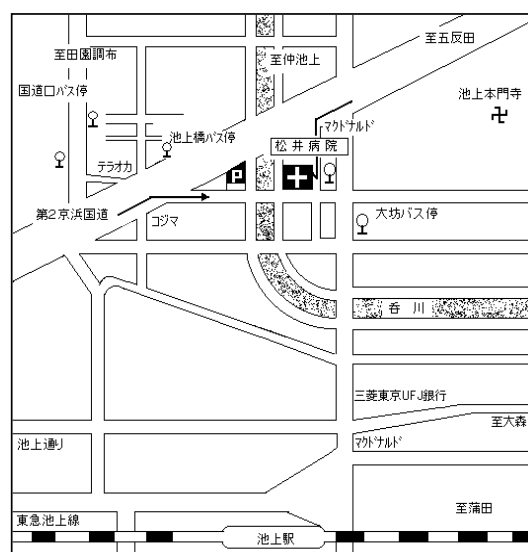 至五反田
至田園調布
至仲池上
国道口バス停
池上本門寺
マクドナルド
池上橋バス停
松井病院
テラオカ
P
第2京浜国道
コジマ
大坊バス停
呑川
三菱東京UFJ銀行
至大森
池上通り
マクドナルド
至蒲田
東急池上線
池上駅